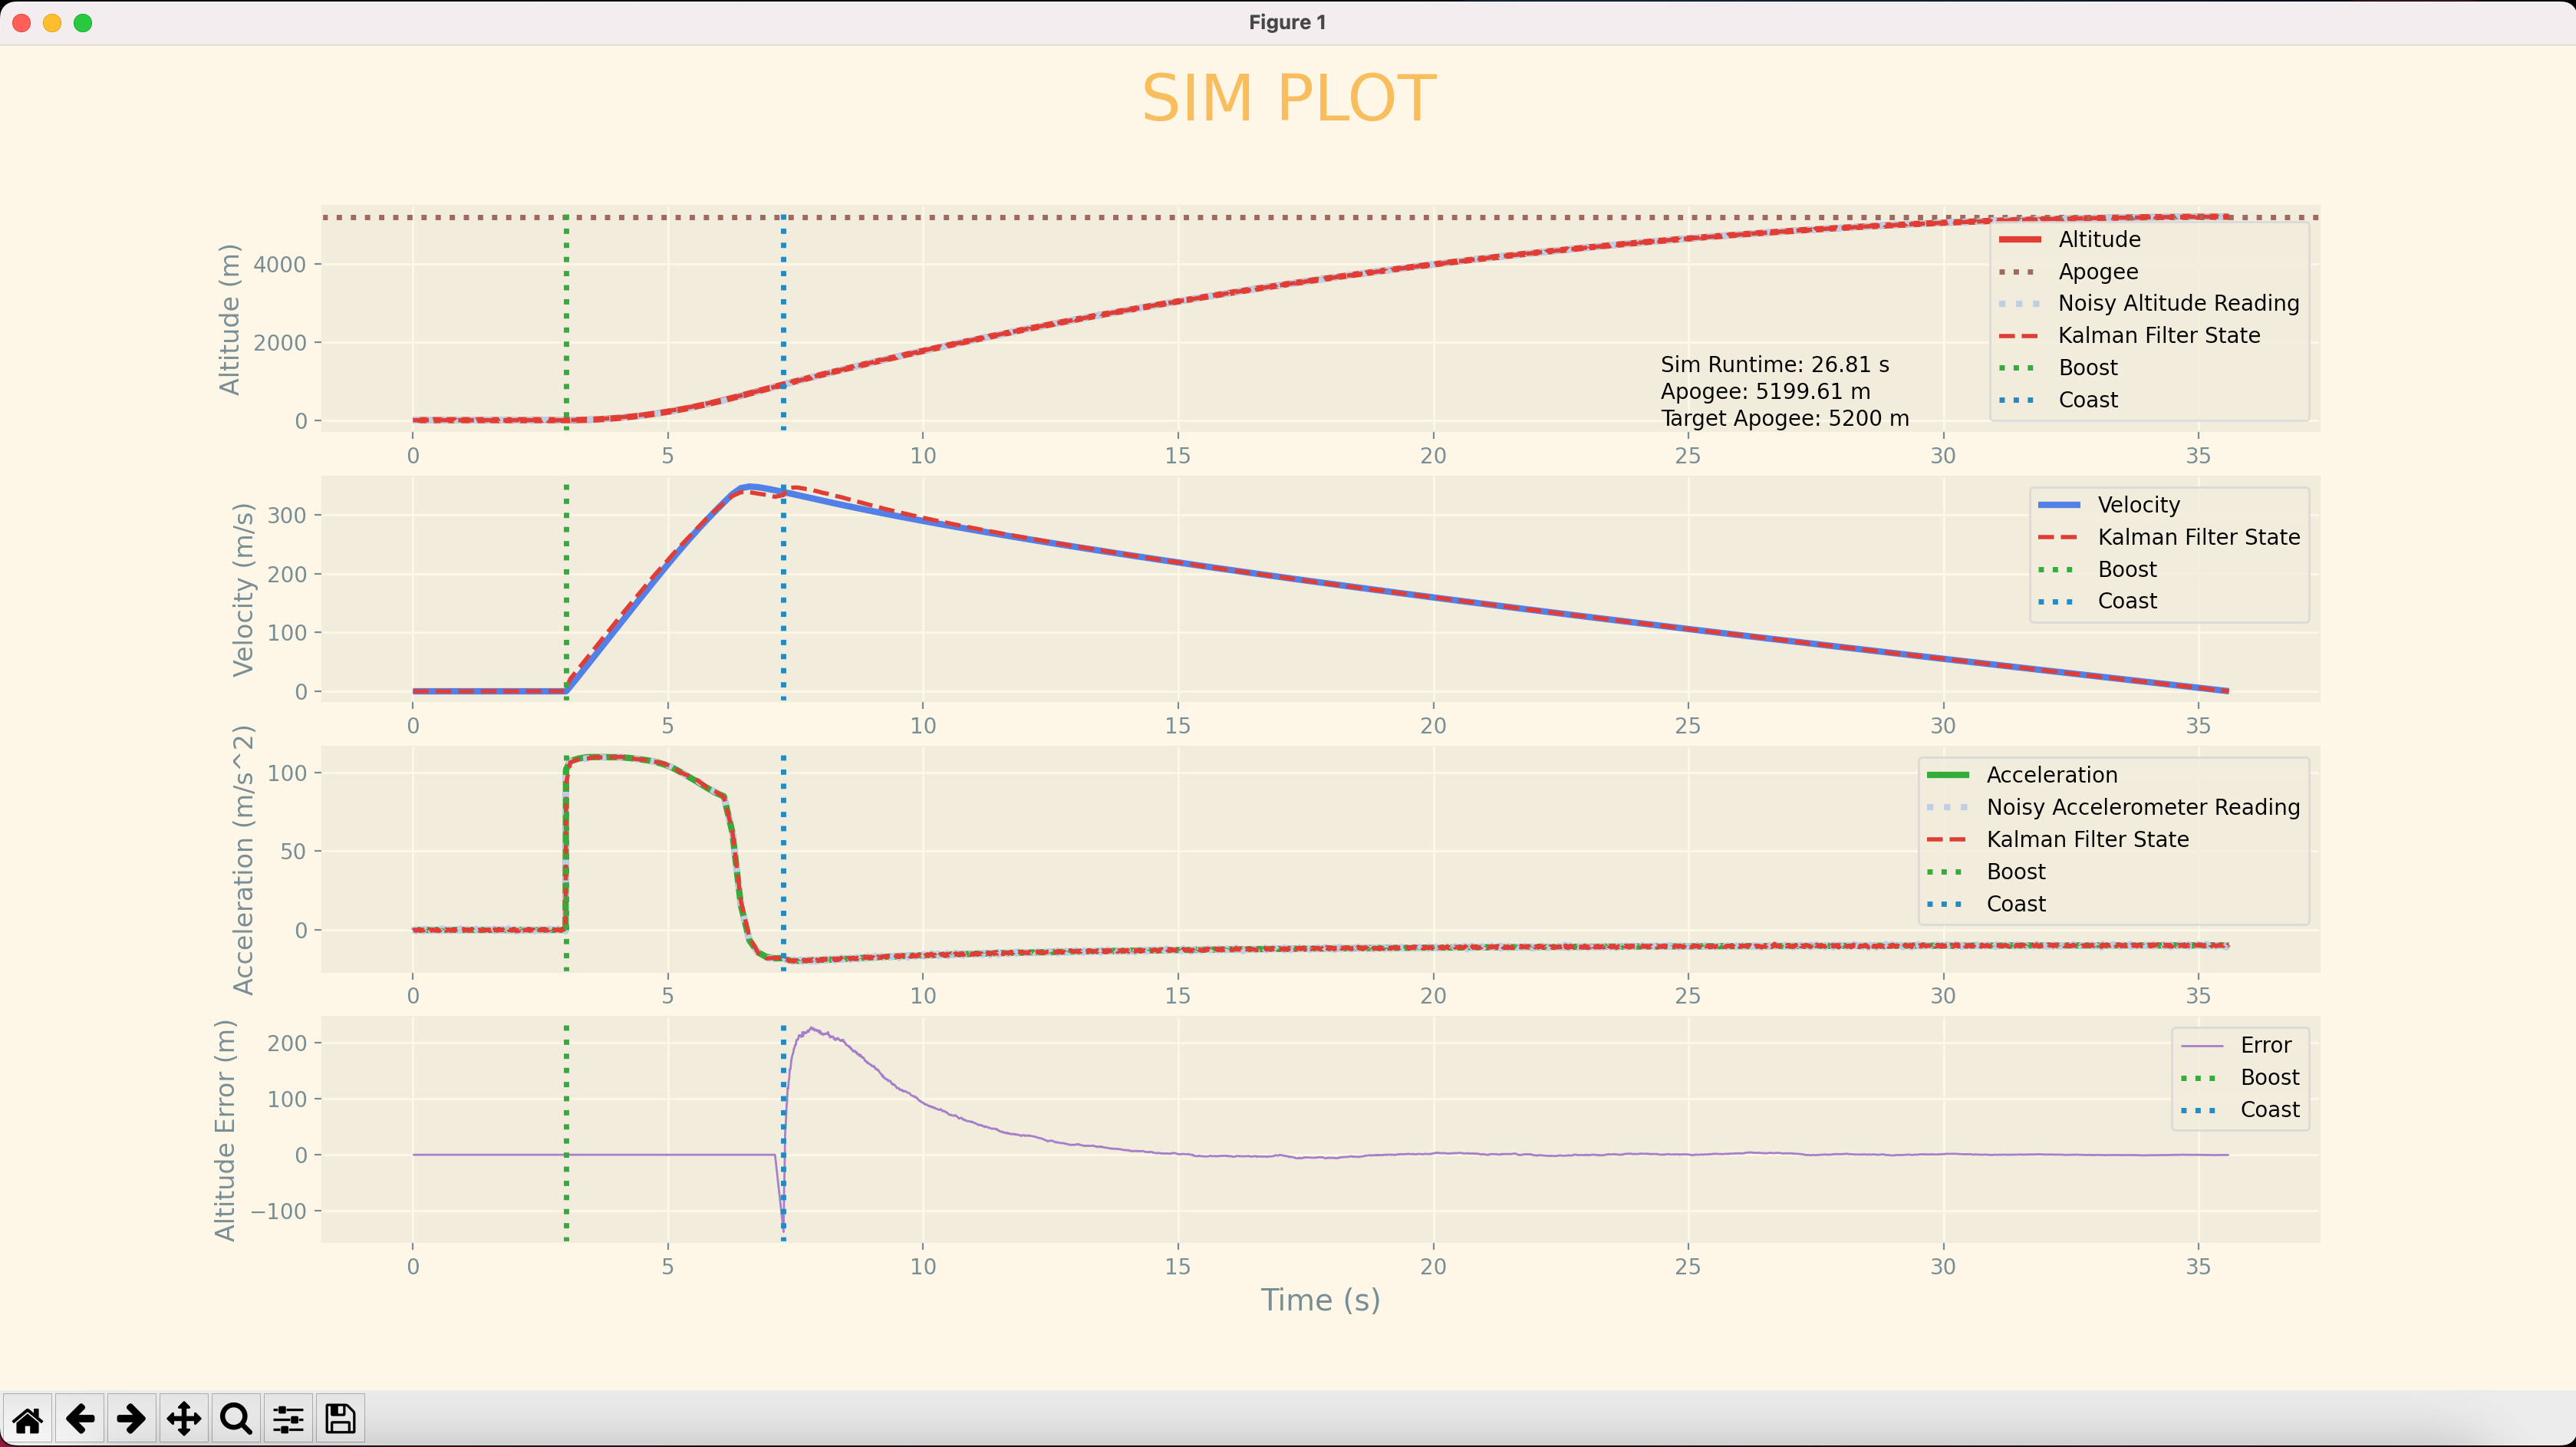 Figure 1
SIM PLOT
Altitude (m)
4000
2000
0
Sim Runtime: 26.81 s
Apogee: 5199.61 m
Target Apogee: 5200 m
Altitude
Apogee
Noisy Altitude Reading
Kalman Filter State
Boost
Coast
0 5 10 15 20 25 30 35
Velocity (m/s)
300
200
100
0
Velocity
Kalman Filter State
Boost
Coast
0 5 10 15 20 25 30 35
Acceleration (m/s^2)
100
50
0
Acceleration
Noisy Accelerometer Reading
Kalman Filter State
Boost
Coast
0 5 10 15 20 25 30 35
Altitude Error (m)
200
100
0
−100
Error
Boost
Coast
0 5 10 15 20 25 30 35
Time (s)